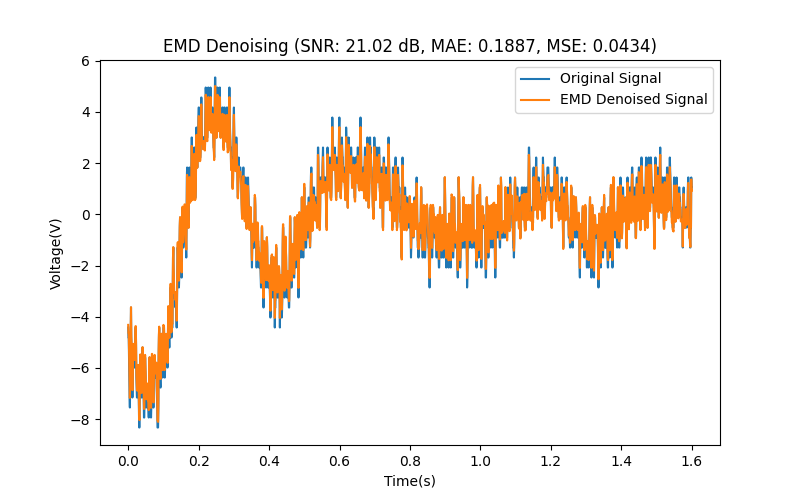 EMD Denoising (SNR: 21.02 dB, MAE: 0.1887, MSE: 0.0434)
Original Signal
EMD Denoised Signal
Voltage(V)
6
4
2
0
−2
−4
−6
−8
0.0 0.2 0.4 0.6 0.8 1.0 1.2 1.4 1.6
Time(s)